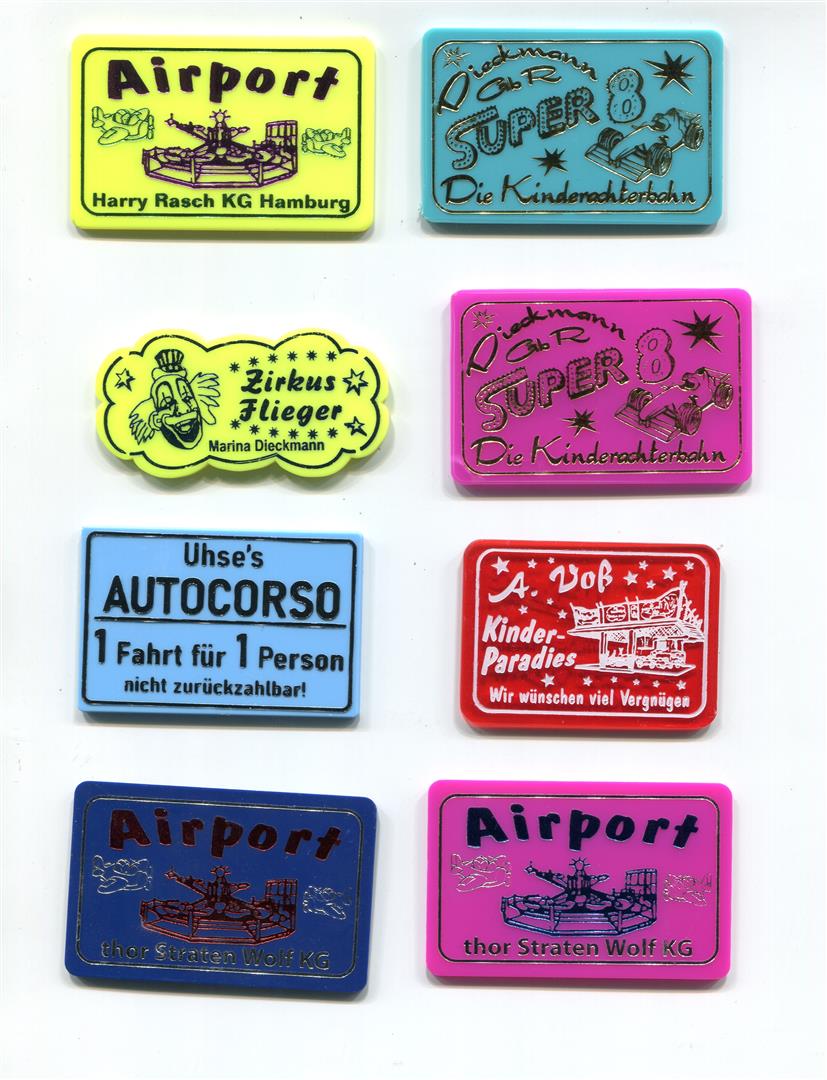 Airport
Harry Rasch KG Hamburg
Dieckmann
GbR
SUPER 8
Die Kinderachterbahn
Zirkus
Flieger
Marina Dieckmann
Dieckmann
GbR
SUPER 8
Die Kinderachterbahn
Uhse's
AUTOCORSO
1 Fahrt für 1 Person
nicht zurückzahlbar!
A. Voß
Kinder-
Paradies
Wir wünschen viel Vergnügen
Airport
thor Straten Wolf KG
Airport
thor Straten Wolf KG